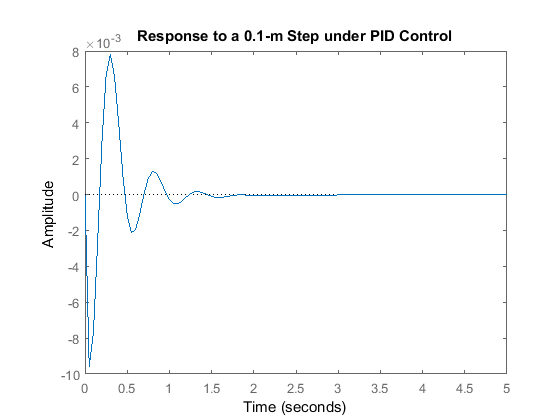 Response to a 0.1-m Step under PID Control
×10^-3
8
6
4
2
0
-2
-4
-6
-8
-10
Amplitude
0 0.5 1 1.5 2 2.5 3 3.5 4 4.5 5
Time (seconds)